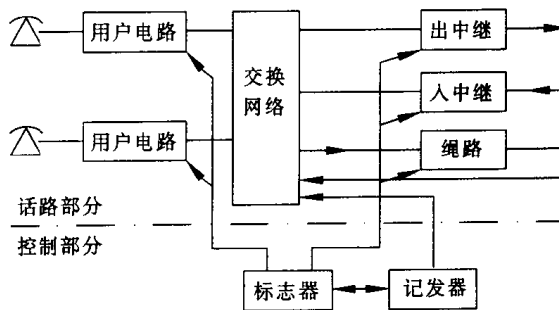 用户电路
出中继
交换
网络
入中继
用户电路
绳路
话路部分
控制部分
标志器
记发器